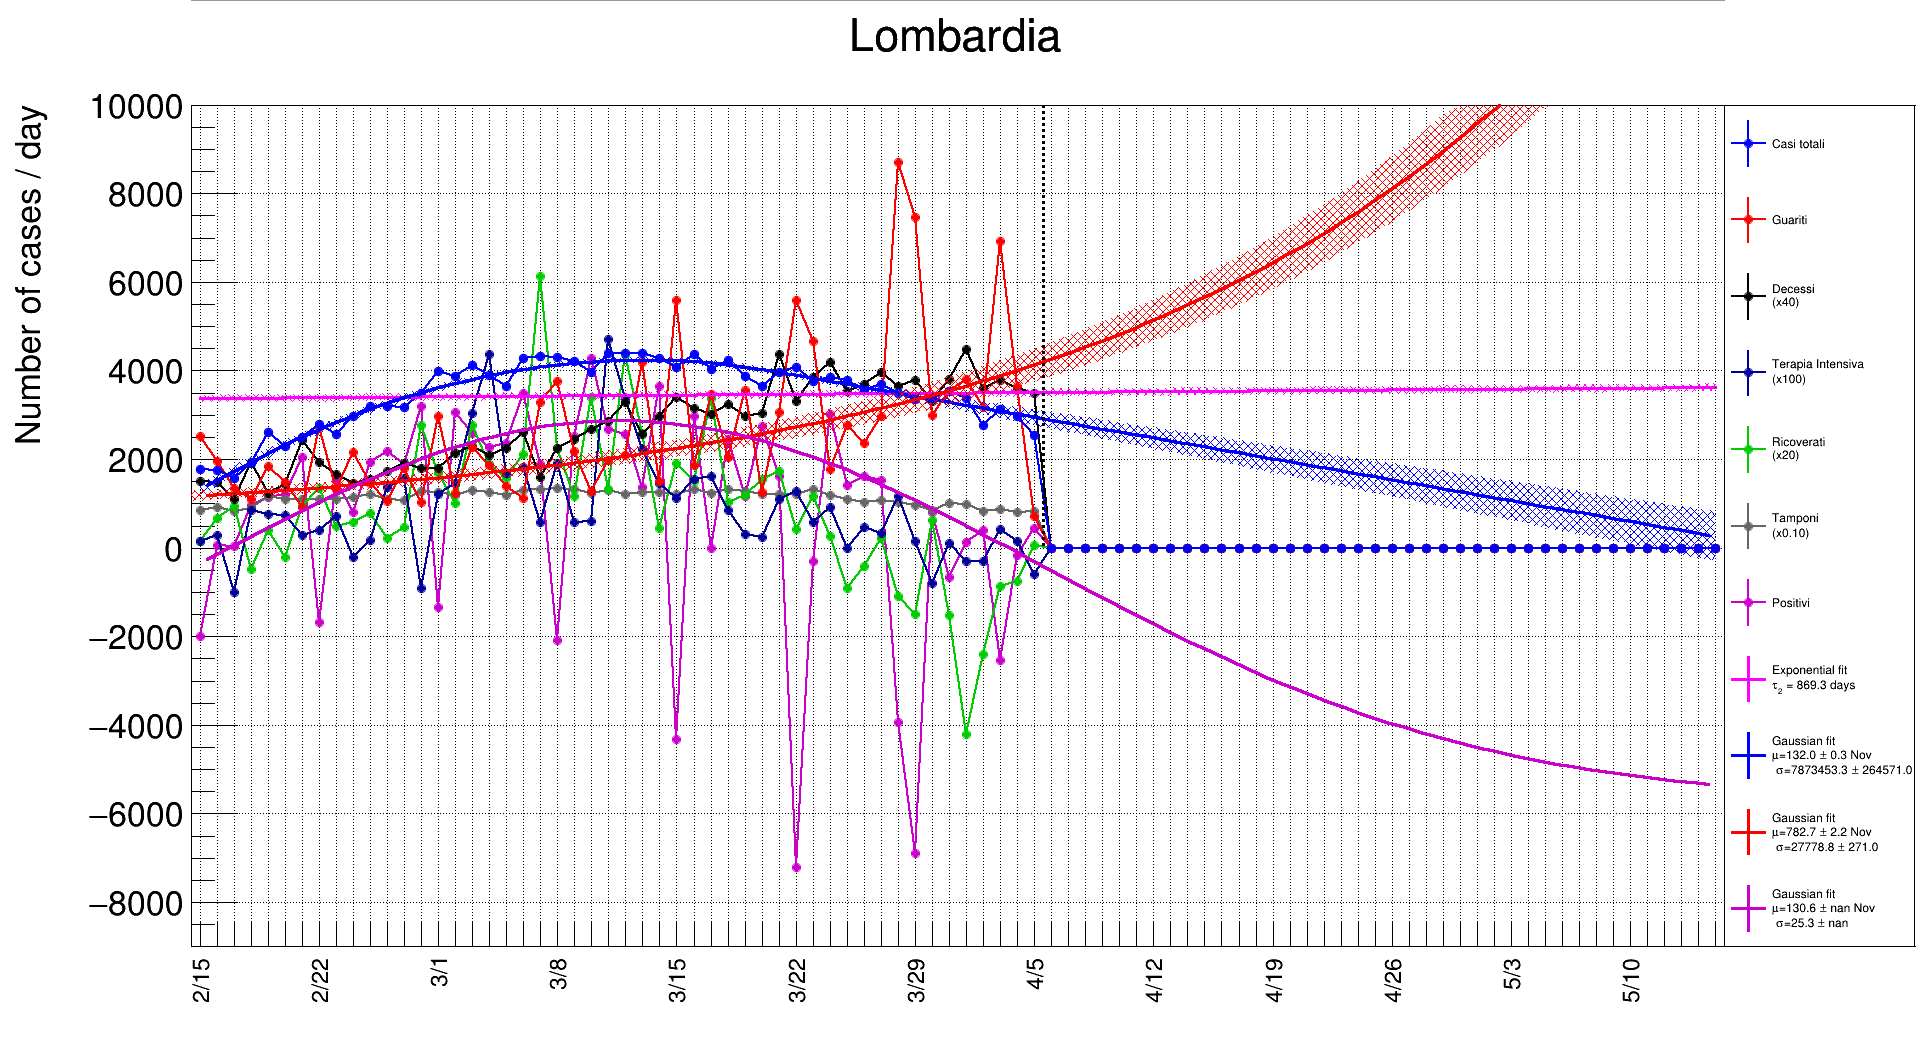 Lombardia
Number of cases / day
10000
8000
6000
4000
2000
0
−2000
−4000
−6000
−8000
2/15
2/22
3/1
3/8
3/15
3/22
3/29
4/5
4/12
4/19
4/26
5/3
5/10
Casi totali
Guariti
Decessi
(x40)
Terapia Intensiva
(x100)
Ricoverati
(x20)
Tamponi
(x0.10)
Positivi
Exponential fit
τ2 = 869.3 days
Gaussian fit
μ=132.0 ± 0.3 Nov
σ=7873453.3 ± 264571.0
Gaussian fit
μ=782.7 ± 2.2 Nov
σ=27778.8 ± 271.0
Gaussian fit
μ=130.6 ± nan Nov
σ=25.3 ± nan